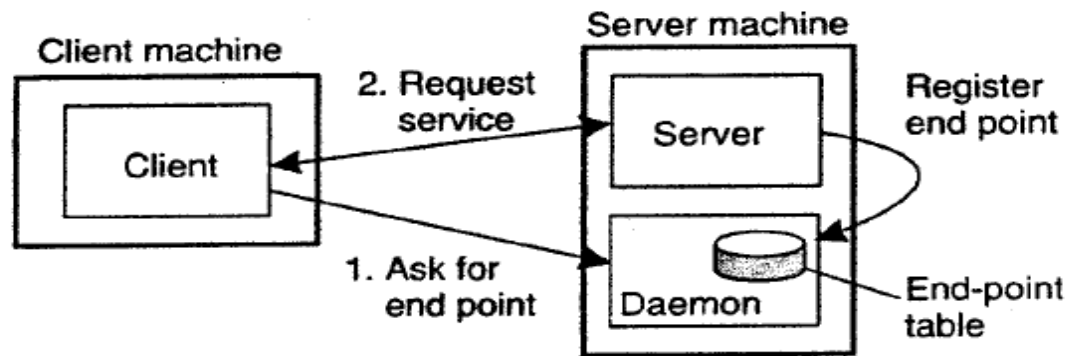 Client machine
Client
2. Request
service
1. Ask for
end point
Server machine
Server
Daemon
Register
end point
End-point
table